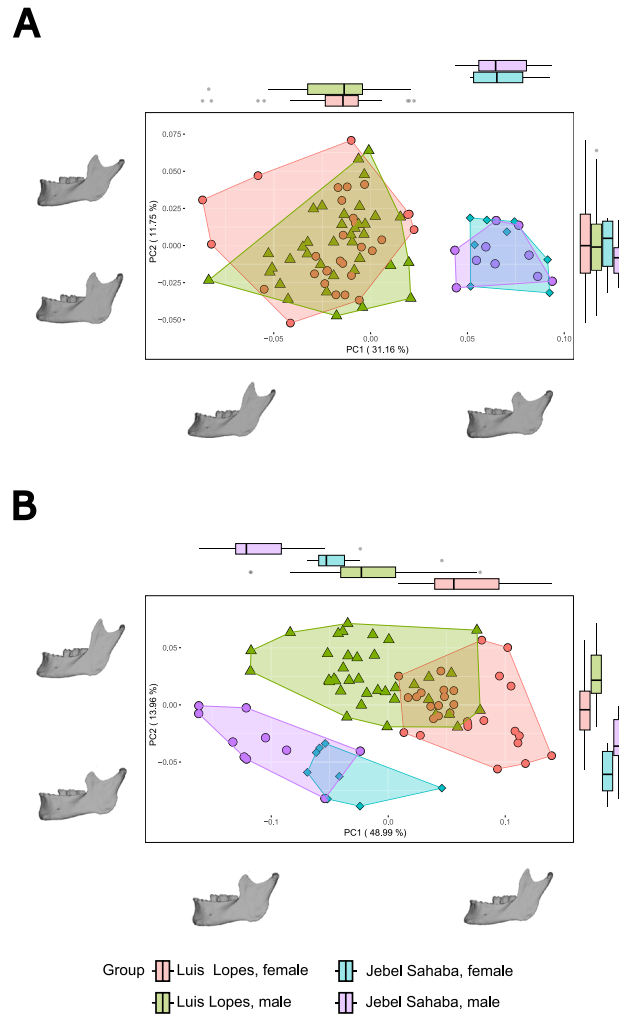 A
0.075
0.050
0.025
0.000
−0.025
−0.050
PC2 ( 11.75 %)
−0.05
0.00
0.05
0.10
PC1 ( 31.16 %)
B
0.05
0.00
−0.05
PC2 ( 13.96 %)
−0.1
0.0
0.1
PC1 ( 48.99 %)
Group
Luis Lopes, female
Jebel Sahaba, female
Luis Lopes, male
Jebel Sahaba, male